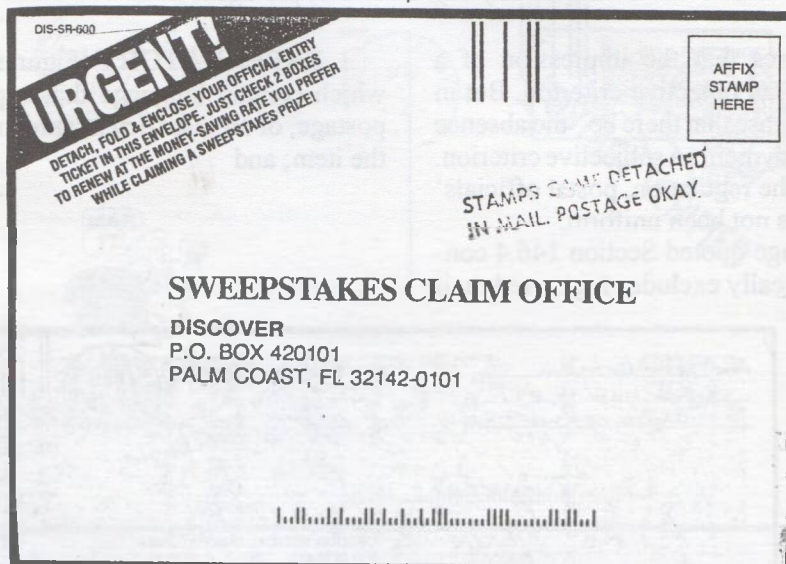 DIS-SR-600
URGENT!
DETACH, FOLD & ENCLOSE YOUR OFFICIAL ENTRY
TICKET IN THIS ENVELOPE. JUST CHECK 2 BOXES
TO RENEW AT THE MONEY-SAVING RATE YOU PREFER
WHILE CLAIMING A SWEEPSTAKES PRIZE!
AFFIX
STAMP
HERE
STAMPS CAME DETACHED
IN MAIL. POSTAGE OKAY.
SWEEPSTAKES CLAIM OFFICE
DISCOVER
P.O. BOX 420101
PALM COAST, FL 32142-0101